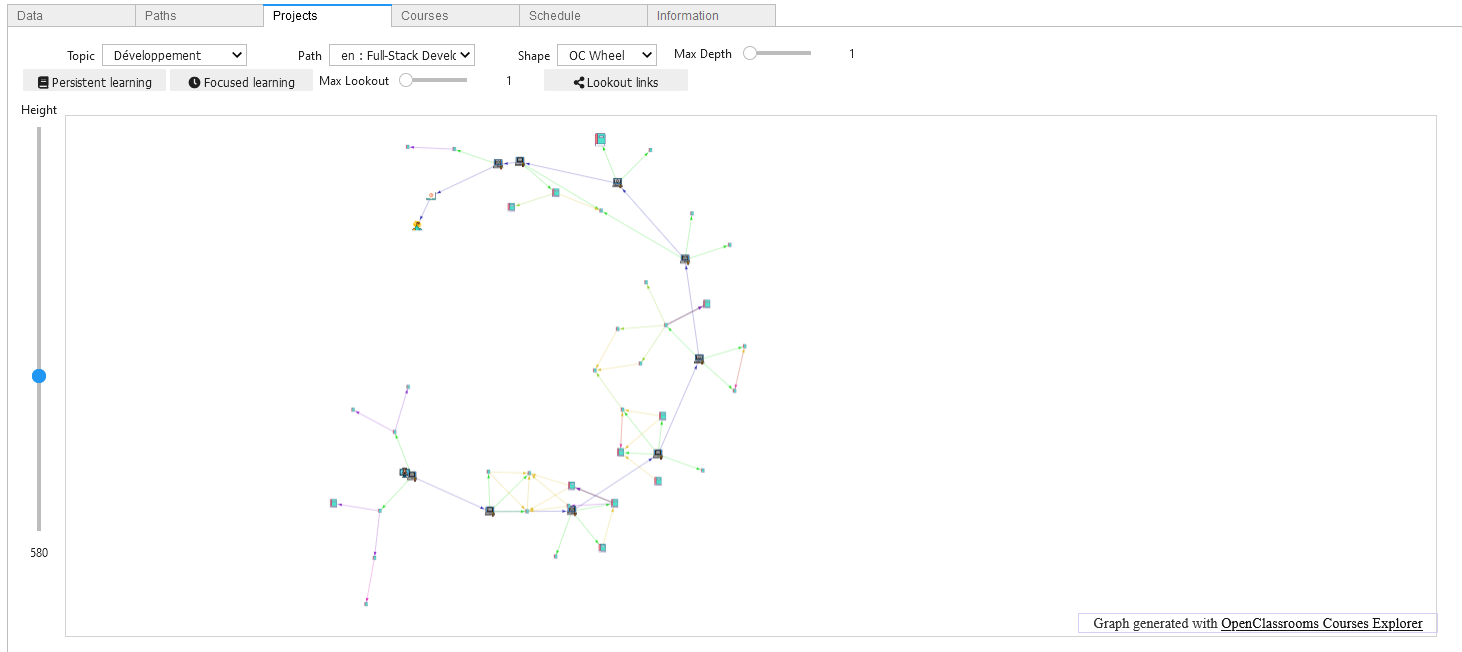 Data Paths Projects Courses Schedule Information
Topic Développement Path en : Full-Stack Develc Shape OC Wheel Max Depth 1
Persistent learning Focused learning Max Lookout 1 Lookout links
Height
580
Graph generated with OpenClassrooms Courses Explorer